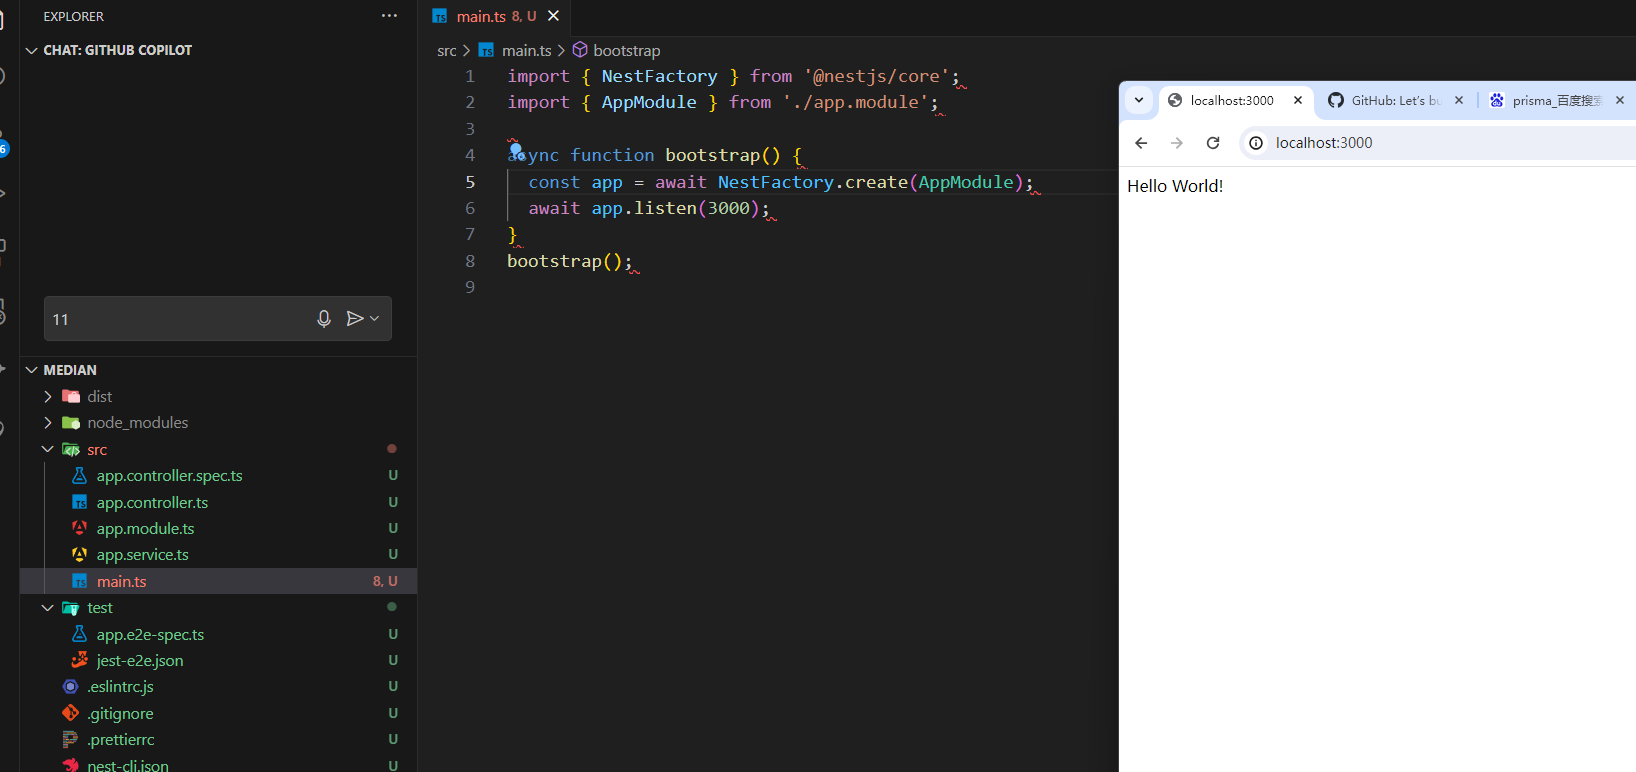 EXPLORER
CHAT: GITHUB COPILOT
11
MEDIAN
dist
node_modules
src
app.controller.spec.ts U
app.controller.ts U
app.module.ts U
app.service.ts U
main.ts 8, U
test
app.e2e-spec.ts U
jest-e2e.json U
.eslintrc.js U
.gitignore U
.prettierrc U
nest-cli.json U
main.ts 8, U
src > main.ts > bootstrap
1 import { NestFactory } from '@nestjs/core';
2 import { AppModule } from './app.module';
3
4 async function bootstrap() {
5 const app = await NestFactory.create(AppModule);
6 await app.listen(3000);
7 }
8 bootstrap();
9
localhost:3000
GitHub: Let's bu
prisma_百度搜索
localhost:3000
Hello World!